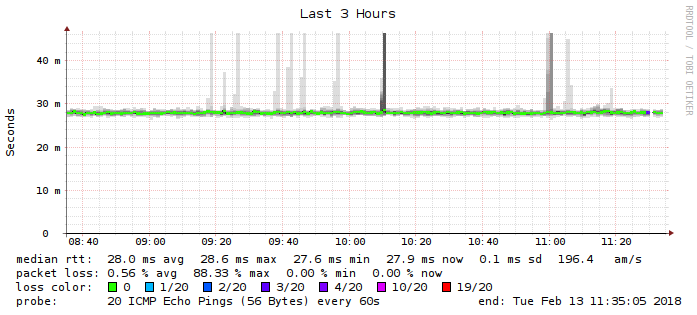 Last 3 Hours
RRDTOOL / TOBI OETIKER
Seconds
40 m
30 m
20 m
10 m
0
08:40 09:00 09:20 09:40 10:00 10:20 10:40 11:00 11:20
median rtt: 28.0 ms avg 28.6 ms max 27.6 ms min 27.9 ms now 0.1 ms sd 196.4 am/s
packet loss: 0.56 % avg 88.33 % max 0.00 % min 0.00 % now
loss color: 0 1/20 2/20 3/20 4/20 10/20 19/20
probe: 20 ICMP Echo Pings (56 Bytes) every 60s end: Tue Feb 13 11:35:05 2018